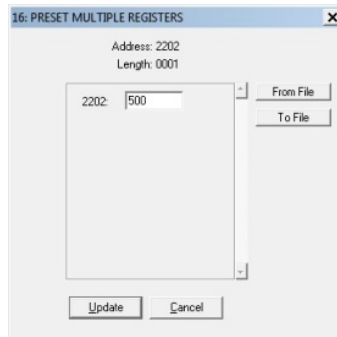 16: PRESET MULTIPLE REGISTERS
Address: 2202
Length: 0001
2202: 500
From File
To File
Update Cancel